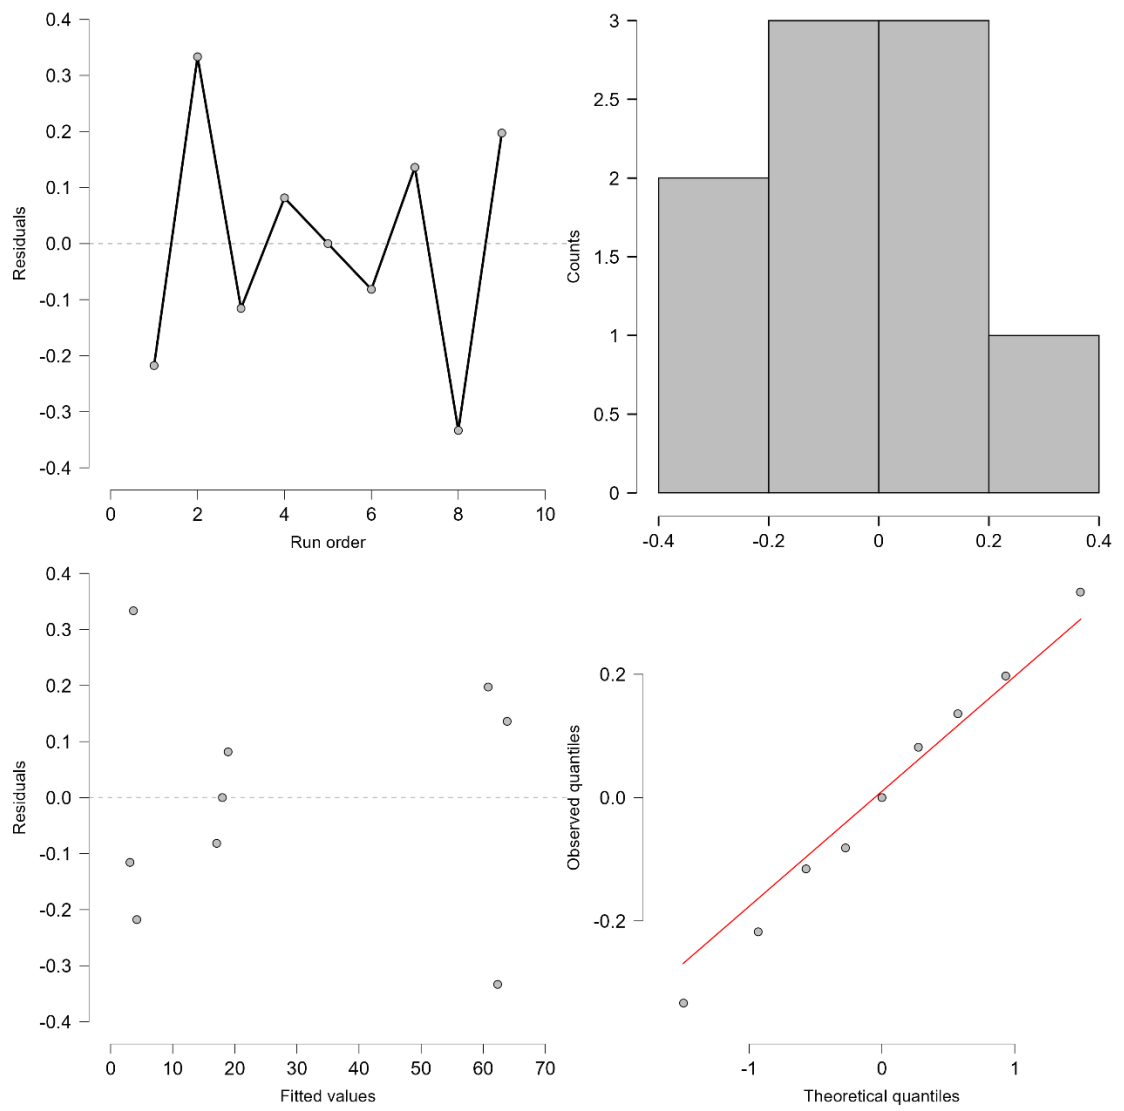 0.4
0.3
0.2
0.1
0.0
-0.1
-0.2
-0.3
-0.4
Residuals
0 2 4 6 8 10
Run order
3
2.5
2
1.5
1
0.5
0
Counts
-0.4 -0.2 0 0.2 0.4
0.4
0.3
0.2
0.1
0.0
-0.1
-0.2
-0.3
-0.4
Residuals
0 10 20 30 40 50 60 70
Fitted values
0.2
0.0
-0.2
Observed quantiles
-1 0 1
Theoretical quantiles